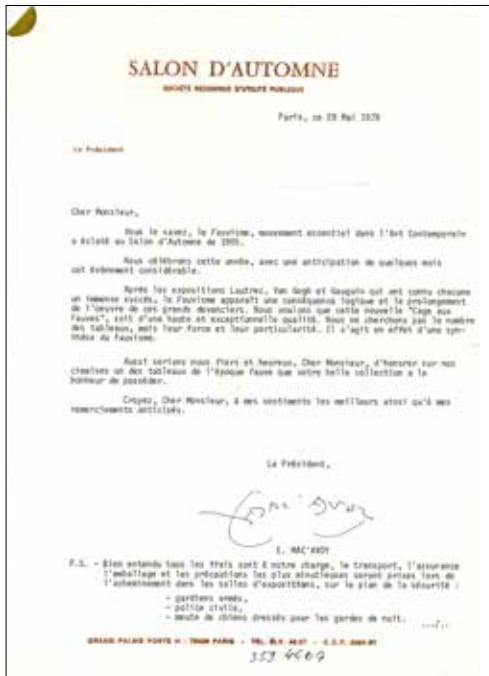 SALON D'AUTOMNE
SOCIÉTÉ RECONNUE D'UTILITÉ PUBLIQUE
Paris, ce 29 Mai
Le Président
Cher Monsieur,
Vous le savez, le Fauvisme, mouvement essentiel dans l'Art Contemporain
a éclaté au Salon d'Automne de 1905.
Nous célébrons cette année, avec une anticipation de quelques mois
cet évènement considérable.
Après les expositions Lautrec, Van Gogh et Gauguin qui ont connu chacune
un immense succès, le Fauvisme apparaît une conséquence logique et le prolongement
de l'oeuvre de ces grands devanciers. Nous voulons que cette nouvelle "Cage aux
Fauves", soit d'une haute et exceptionnelle qualité. Nous ne cherchons pas le nombre
des tableaux, mais leur force et leur particularité. Il s'agit en effet d'une syn-
thèse du fauvisme.
Aussi serions nous fiers et heureux, Cher Monsieur, d'honorer sur nos
cimaises un des tableaux de l'époque fauve que votre belle collection a le
bonheur de posséder.
Croyez, Cher Monsieur, à mes sentiments les meilleurs ainsi qu'à mes
remerciements anticipés.
Le Président,
Mac'Avoy
E. MAC'AVOY
P.S. - Bien entendu tous les frais sont à notre charge, le transport, l'assurance
l'emballage et les précautions les plus minutieuses seront prises lors de
l'acheminement dans les salles d'expositions, sur le plan de la sécurité :
- gardiens armés,
- police civile,
- meute de chiens dressés pour les gardes de nuit.
.../...
GRAND PALAIS PORTE H - PARIS - TÉL. ÉLY. 46-07 - C.C.P.
359 4607